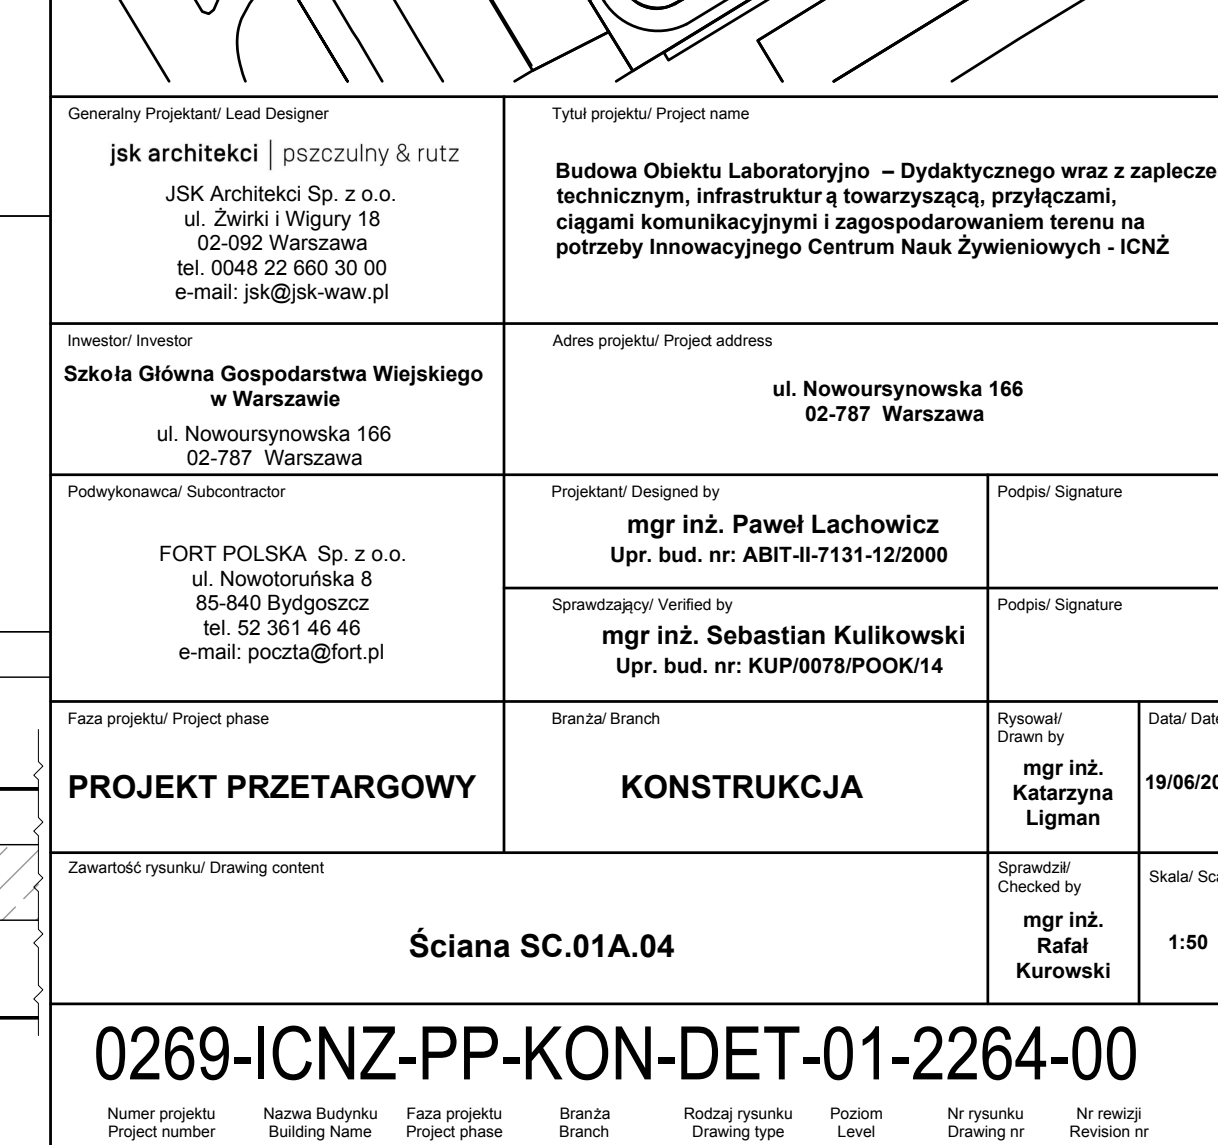 Generalny Projektant/ Lead Designer
jsk architekci | pszczulny & rutz
JSK Architekci Sp. z o.o.
ul. Żwirki i Wigury 18
02-092 Warszawa
tel. 0048 22 660 30 00
e-mail: jsk@jsk-waw.pl
Tytuł projektu/ Project name
Budowa Obiektu Laboratoryjno – Dydaktycznego wraz z zaplecze
technicznym, infrastrukturą towarzyszącą, przyłączami,
ciągami komunikacyjnymi i zagospodarowaniem terenu na
potrzeby Innowacyjnego Centrum Nauk Żywieniowych - ICNŻ
Inwestor/ Investor
Szkoła Główna Gospodarstwa Wiejskiego
w Warszawie
ul. Nowoursynowska 166
02-787 Warszawa
Adres projektu/ Project address
ul. Nowoursynowska 166
02-787 Warszawa
Podwykonawca/ Subcontractor
FORT POLSKA Sp. z o.o.
ul. Nowotoruńska 8
85-840 Bydgoszcz
tel. 52 361 46 46
e-mail: poczta@fort.pl
Projektant/ Designed by
mgr inż. Paweł Lachowicz
Upr. bud. nr: ABIT-II-7131-12/2000
Podpis/ Signature
Sprawdzający/ Verified by
mgr inż. Sebastian Kulikowski
Upr. bud. nr: KUP/0078/POOK/14
Podpis/ Signature
Faza projektu/ Project phase
PROJEKT PRZETARGOWY
Branża/ Branch
KONSTRUKCJA
Rysował/
Drawn by
mgr inż.
Katarzyna
Ligman
Data/ Date
19/06/20
Zawartość rysunku/ Drawing content
Ściana SC.01A.04
Sprawdził/
Checked by
mgr inż.
Rafał
Kurowski
Skala/ Sca
1:50
0269-ICNZ-PP-KON-DET-01-2264-00
Numer projektu Nazwa Budynku Faza projektu Branża Rodzaj rysunku Poziom Nr rysunku Nr rewizji
Project number Building Name Project phase Branch Drawing type Level Drawing nr Revision nr